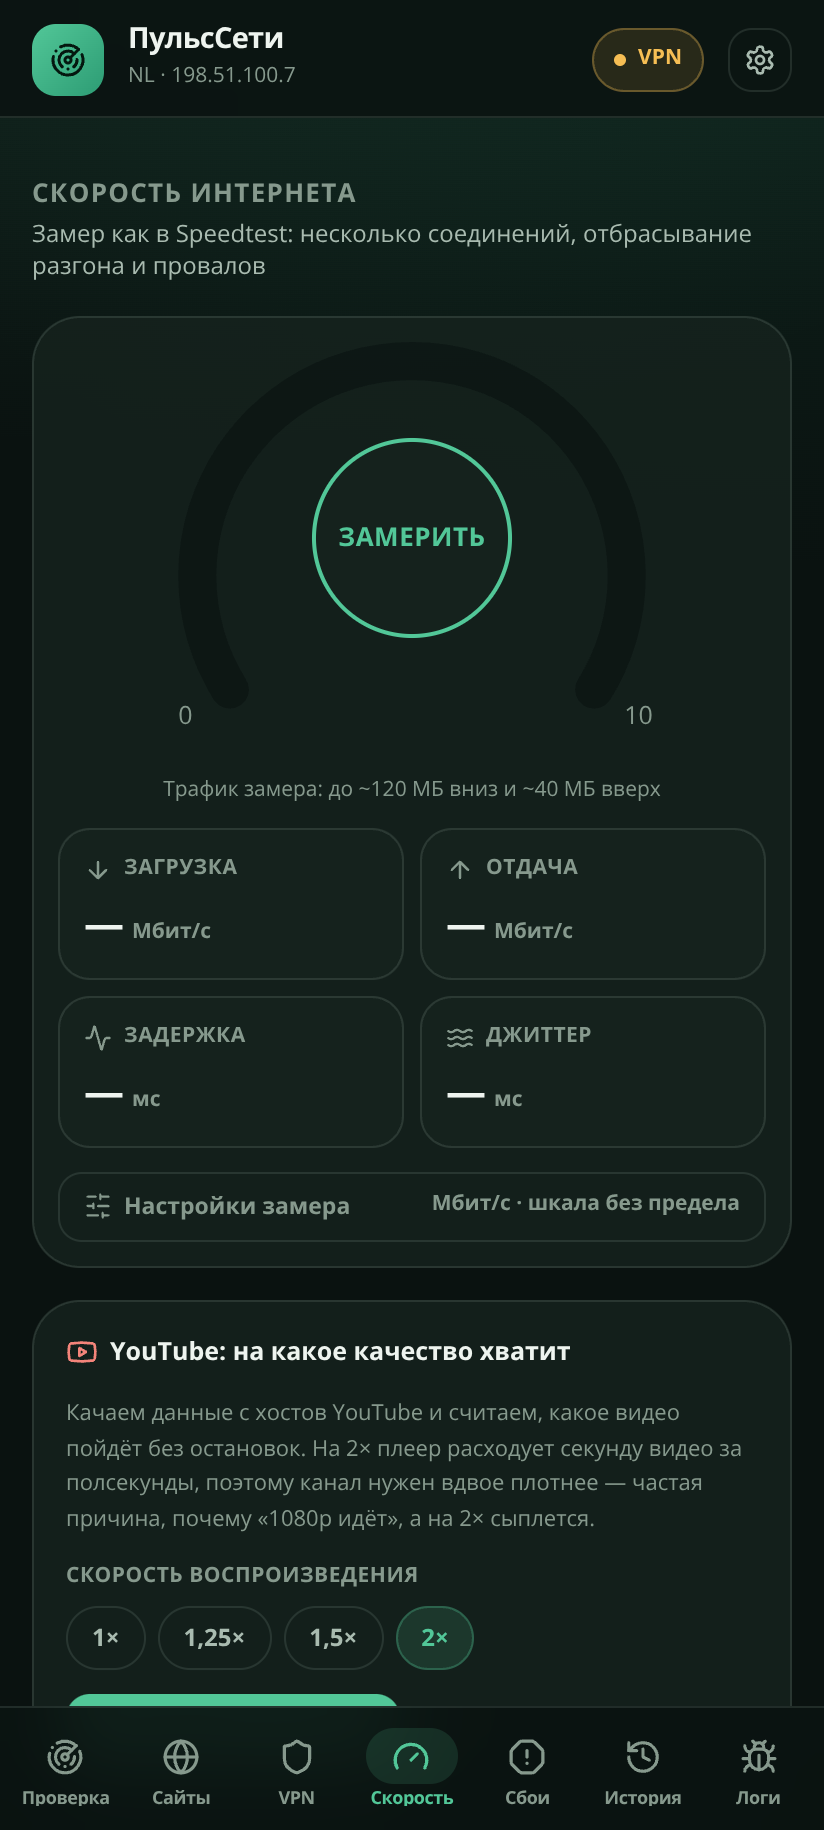 ПульсСети
NL · 198.51.100.7
VPN
СКОРОСТЬ ИНТЕРНЕТА
Замер как в Speedtest: несколько соединений, отбрасывание
разгона и провалов
ЗАМЕРИТЬ
0
10
Трафик замера: до ~120 МБ вниз и ~40 МБ вверх
ЗАГРУЗКА
— Мбит/с
ОТДАЧА
— Мбит/с
ЗАДЕРЖКА
— мс
ДЖИТТЕР
— мс
Настройки замера
Мбит/с · шкала без предела
YouTube: на какое качество хватит
Качаем данные с хостов YouTube и считаем, какое видео
пойдёт без остановок. На 2× плеер расходует секунду видео за
полсекунды, поэтому канал нужен вдвое плотнее — частая
причина, почему «1080p идёт», а на 2× сыплется.
СКОРОСТЬ ВОСПРОИЗВЕДЕНИЯ
1×
1,25×
1,5×
2×
Проверка
Сайты
VPN
Скорость
Сбои
История
Логи